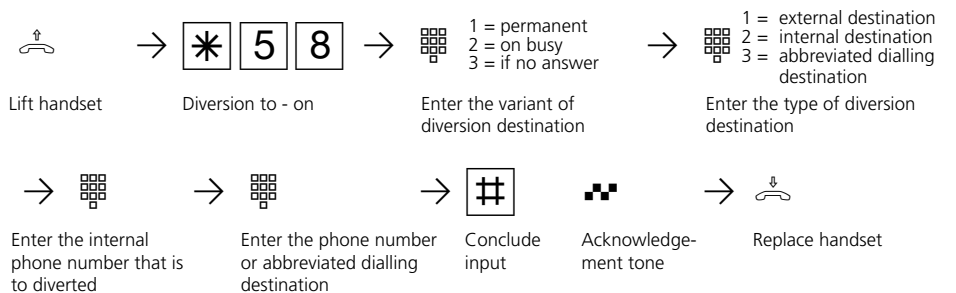 * 5 8
1 = permanent
2 = on busy
3 = if no answer
1 = external destination
2 = internal destination
3 = abbreviated dialling
destination
Lift handset
Diversion to - on
Enter the variant of
diversion destination
Enter the type of diversion
destination
#
Enter the internal
phone number that is
to diverted
Enter the phone number
or abbreviated dialling
destination
Conclude
input
Acknowledge-
ment tone
Replace handset